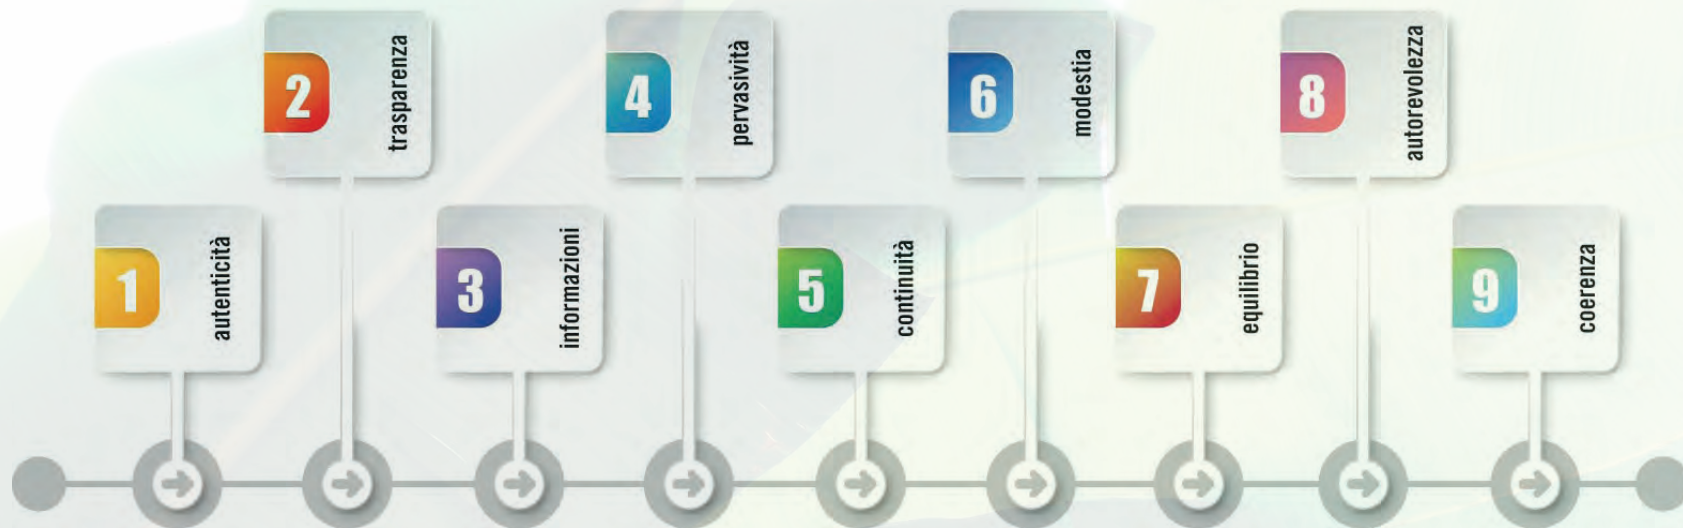 1
autenticità
2
trasparenza
3
informazioni
4
pervasività
5
continuità
6
modestia
7
equilibrio
8
autorevolezza
9
coerenza